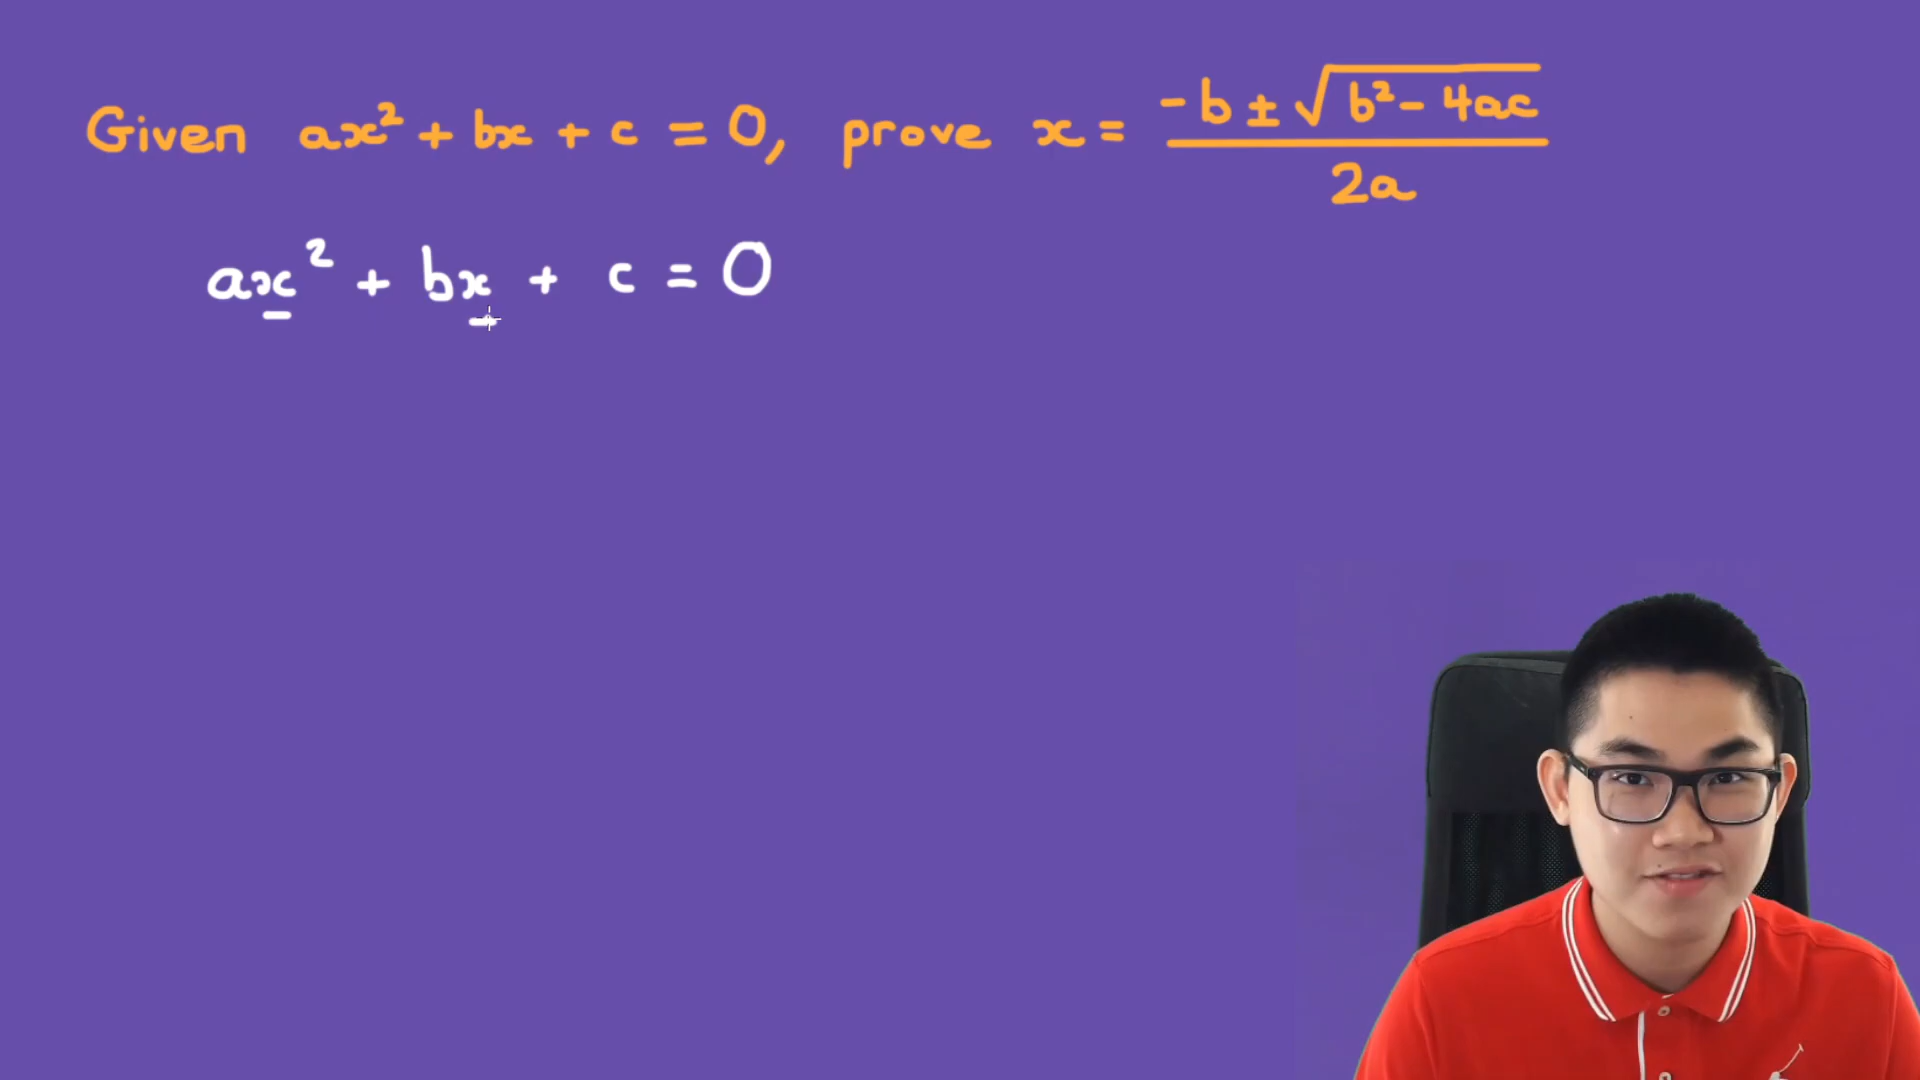 Given ax² + bx + c = 0, prove x = (-b ± √(b² - 4ac)) / 2a
ax² + bx + c = 0